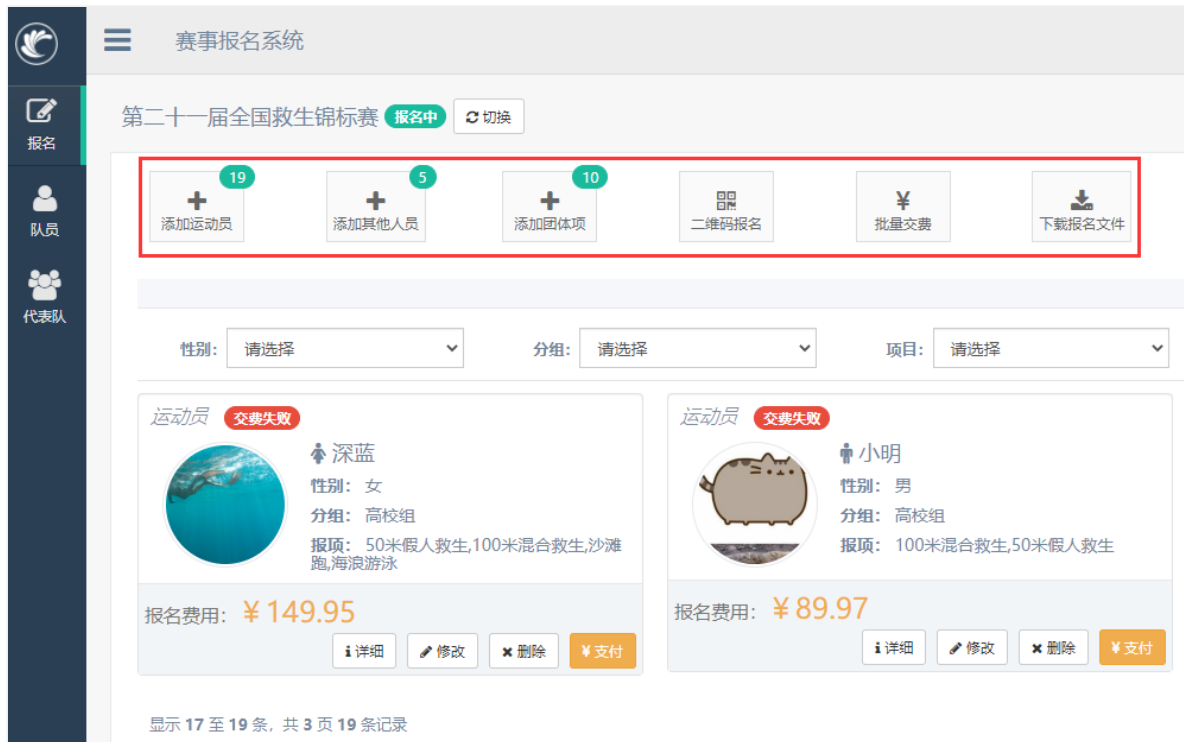 赛事报名系统
报名
队员
代表队
第二十一届全国救生锦标赛 报名中 切换
19 5 10
添加运动员 添加其他人员 添加团体项 二维码报名 ¥ 批量交费 下载报名文件
性别: 请选择 分组: 请选择 项目: 请选择
运动员 交费失败
深蓝
性别: 女
分组: 高校组
报顶: 50米假人救生,100米混合救生,沙滩
跑,海浪游泳
报名费用: ¥149.95
详细 修改 删除 ¥支付
运动员 交费失败
小明
性别: 男
分组: 高校组
报顶: 100米混合救生,50米假人救生
报名费用: ¥89.97
详细 修改 删除 ¥支付
显示 17 至 19 条, 共 3 页 19 条记录